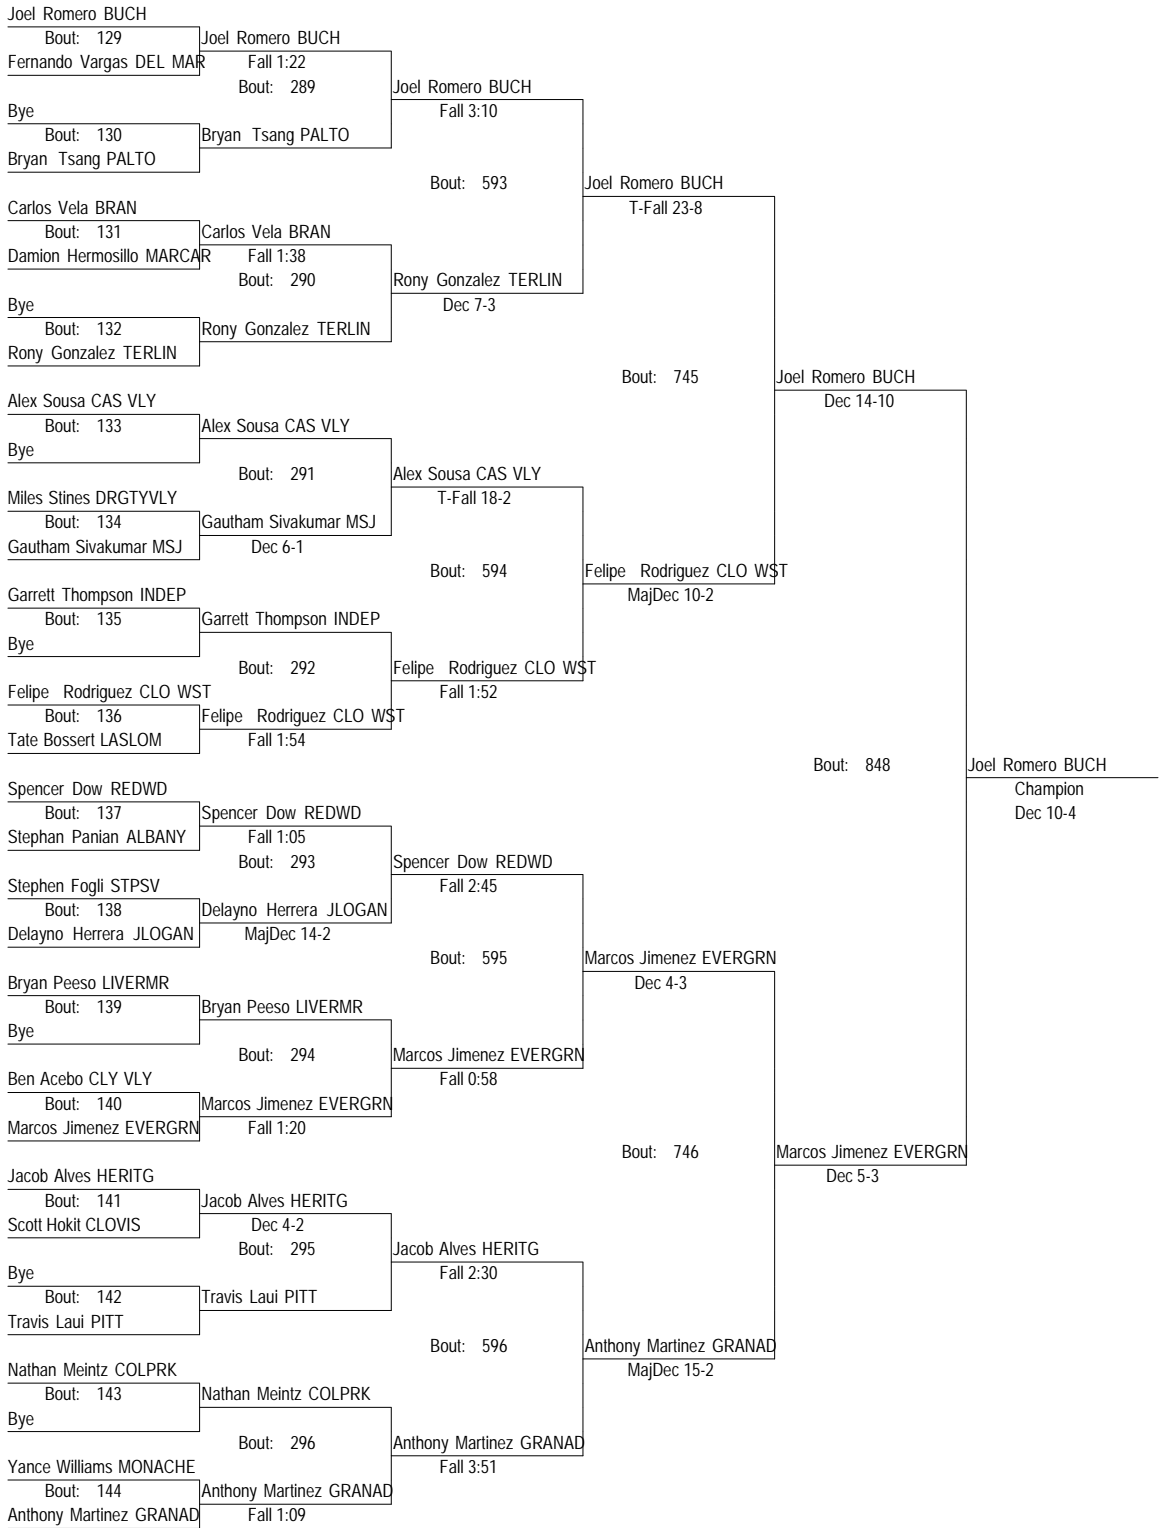 Joel Romero BUCH
Bout: 129
Joel Romero BUCH
Fernando Vargas DEL MAR
Fall 1:22
Bout: 289
Joel Romero BUCH
Bye
Fall 3:10
Bout: 130
Bryan Tsang PALTO
Bryan Tsang PALTO
Bout: 593
Joel Romero BUCH
Carlos Vela BRAN
T-Fall 23-8
Bout: 131
Carlos Vela BRAN
Damion Hermosillo MARCAR
Fall 1:38
Bout: 290
Rony Gonzalez TERLIN
Bye
Dec 7-3
Bout: 132
Rony Gonzalez TERLIN
Rony Gonzalez TERLIN
Bout: 745
Joel Romero BUCH
Alex Sousa CAS VLY
Dec 14-10
Bout: 133
Alex Sousa CAS VLY
Bye
Bout: 291
Alex Sousa CAS VLY
Miles Stines DRGTYVLY
T-Fall 18-2
Bout: 134
Gautham Sivakumar MSJ
Gautham Sivakumar MSJ
Dec 6-1
Bout: 594
Felipe Rodriguez CLO WST
Garrett Thompson INDEP
MajDec 10-2
Bout: 135
Garrett Thompson INDEP
Bye
Bout: 292
Felipe Rodriguez CLO WST
Felipe Rodriguez CLO WST
Fall 1:52
Bout: 136
Felipe Rodriguez CLO WST
Tate Bossert LASLOM
Fall 1:54
Bout: 848
Joel Romero BUCH
Spencer Dow REDWD
Champion
Bout: 137
Spencer Dow REDWD
Dec 10-4
Stephan Panian ALBANY
Fall 1:05
Bout: 293
Spencer Dow REDWD
Stephen Fogli STPSV
Fall 2:45
Bout: 138
Delayno Herrera JLOGAN
Delayno Herrera JLOGAN
MajDec 14-2
Bout: 595
Marcos Jimenez EVERGRN
Bryan Peeso LIVERMR
Dec 4-3
Bout: 139
Bryan Peeso LIVERMR
Bye
Bout: 294
Marcos Jimenez EVERGRN
Ben Acebo CLY VLY
Fall 0:58
Bout: 140
Marcos Jimenez EVERGRN
Marcos Jimenez EVERGRN
Fall 1:20
Bout: 746
Marcos Jimenez EVERGRN
Jacob Alves HERITG
Dec 5-3
Bout: 141
Jacob Alves HERITG
Scott Hokit CLOVIS
Dec 4-2
Bout: 295
Jacob Alves HERITG
Bye
Fall 2:30
Bout: 142
Travis Laui PITT
Travis Laui PITT
Bout: 596
Anthony Martinez GRANAD
Nathan Meintz COLPRK
MajDec 15-2
Bout: 143
Nathan Meintz COLPRK
Bye
Bout: 296
Anthony Martinez GRANAD
Yance Williams MONACHE
Fall 3:51
Bout: 144
Anthony Martinez GRANAD
Anthony Martinez GRANAD
Fall 1:09